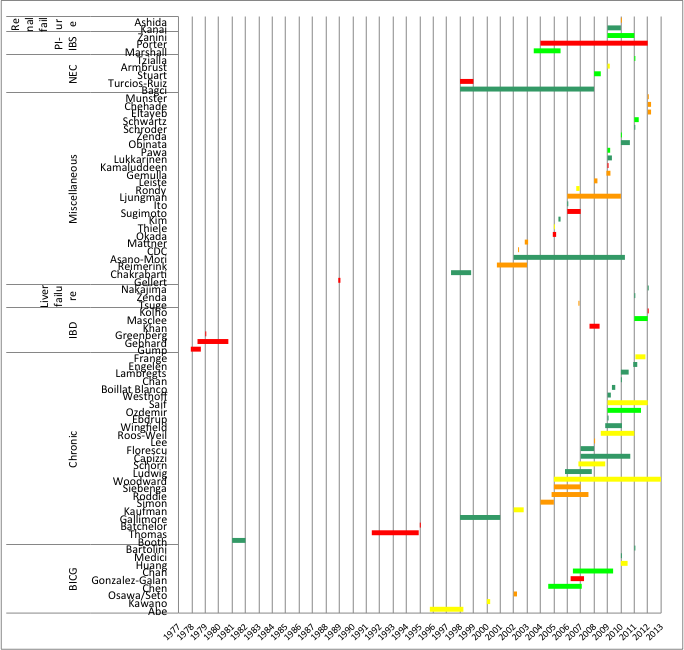 Renal failure
Ashida
Kanai
PI-IBS
Zanini
Porter
Marshall
NEC
Tzialla
Armbrust
Stuart
Turcios-Ruiz
Bagci
Miscellaneous
Munster
Chehade
Eltayeb
Schwartz
Schroder
Zenda
Obinata
Pawa
Lukkarinen
Kamaluddeen
Gemulla
Leiste
Rondy
Ljungman
Ito
Sugimoto
Kim
Thiele
Okada
Mattner
CDC
Asano-Mori
Reimerink
Chakrabarti
Gellert
Liver failure
Nakajima
Zenda
Tsuge
IBD
Kolho
Masclee
Khan
Greenberg
Gebhard
Gump
Chronic
Frange
Engelen
Lambregts
Chan
Boillat Blanco
Westhoff
Saif
Ozdemir
Ebdrup
Wingfield
Roos-Weil
Lee
Florescu
Capizzi
Schorn
Ludwig
Woodward
Siebenga
Roddie
Simon
Kaufman
Gallimore
Batchelor
Thomas
Booth
BICG
Bartolini
Medici
Huang
Chan
Gonzalez-Galan
Chen
Osawa/Seto
Kawano
Abe
1977 1978 1979 1980 1981 1982 1983 1984 1985 1986 1987 1988 1989 1990 1991 1992 1993 1994 1995 1996 1997 1998 1999 2000 2001 2002 2003 2004 2005 2006 2007 2008 2009 2010 2011 2012 2013